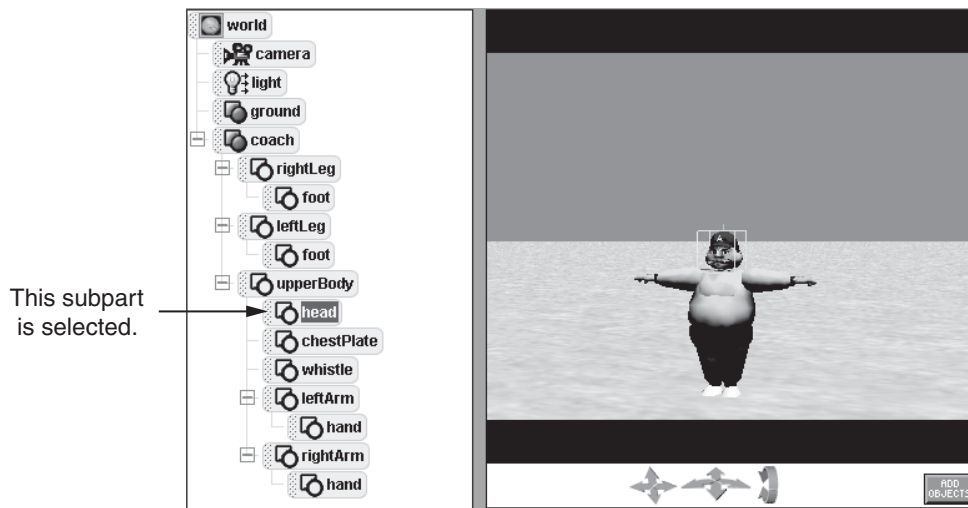 world
camera
light
ground
coach
rightLeg
foot
leftLeg
foot
upperBody
This subpart
is selected.
head
chestPlate
whistle
leftArm
hand
rightArm
hand
A
ADD
OBJECTS